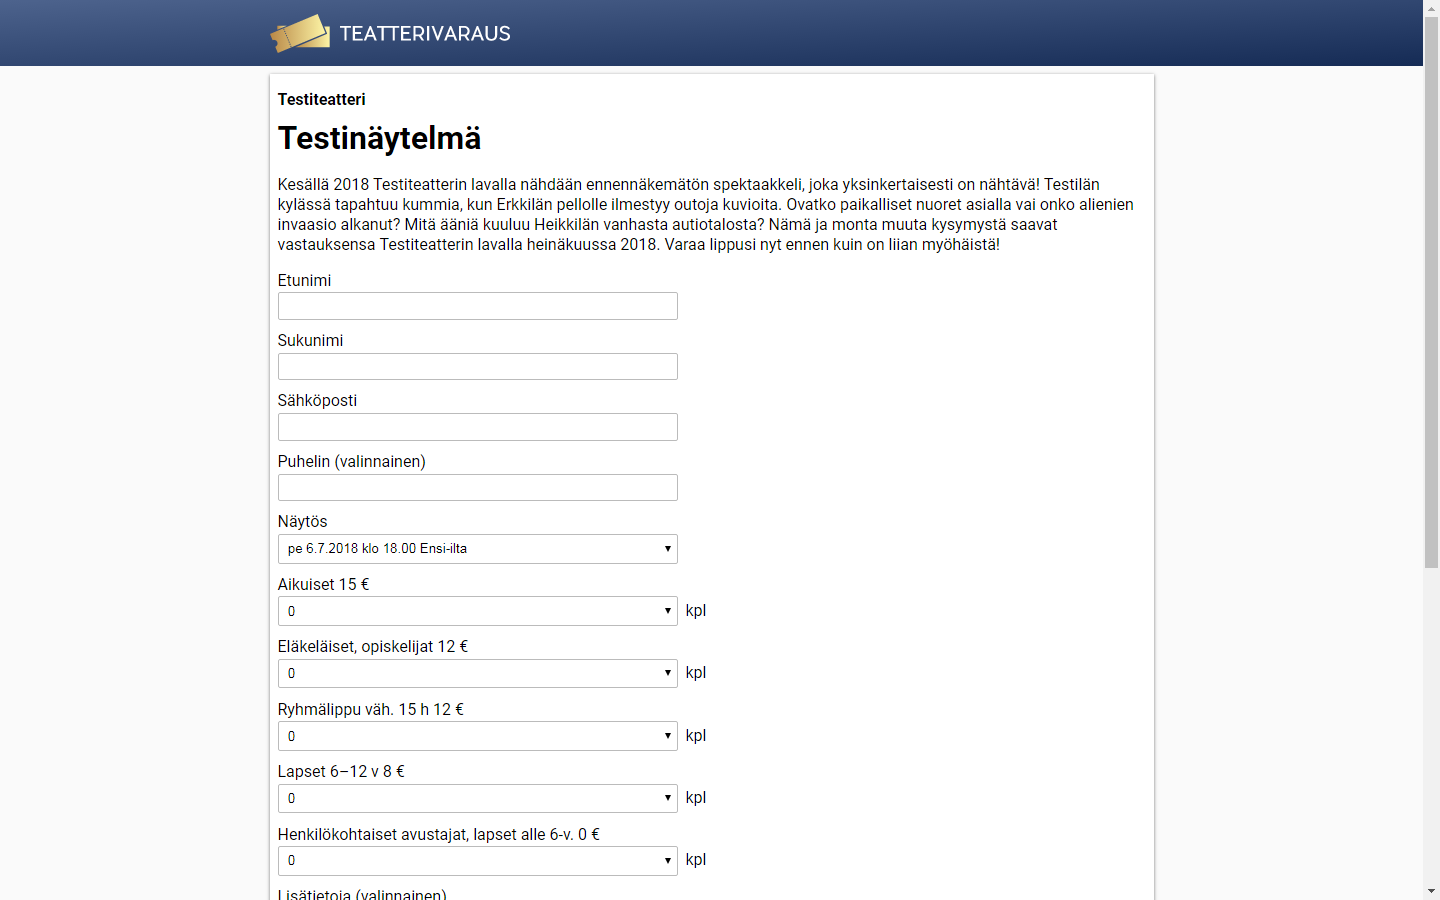 TEATTERIVARAUS
Testiteatteri
Testinäytelmä
Kesällä 2018 Testiteatterin lavalla nähdään ennennäkemätön spektaakkeli, joka yksinkertaisesti on nähtävä! Testilän
kylässä tapahtuu kummia, kun Erkkilän pellolle ilmestyy outoja kuvioita. Ovatko paikalliset nuoret asialla vai onko alienien
invaasio alkanut? Mitä ääniä kuuluu Heikkilän vanhasta autiotalosta? Nämä ja monta muuta kysymystä saavat
vastauksensa Testiteatterin lavalla heinäkuussa 2018. Varaa lippusi nyt ennen kuin on liian myöhäistä!
Etunimi
Sukunimi
Sähköposti
Puhelin (valinnainen)
Näytös
pe 6.7.2018 klo 18.00 Ensi-ilta
Aikuiset 15 €
0 kpl
Eläkeläiset, opiskelijat 12 €
0 kpl
Ryhmälippu väh. 15 h 12 €
0 kpl
Lapset 6–12 v 8 €
0 kpl
Henkilökohtaiset avustajat, lapset alle 6-v. 0 €
0 kpl
Lisätietoja (valinnainen)